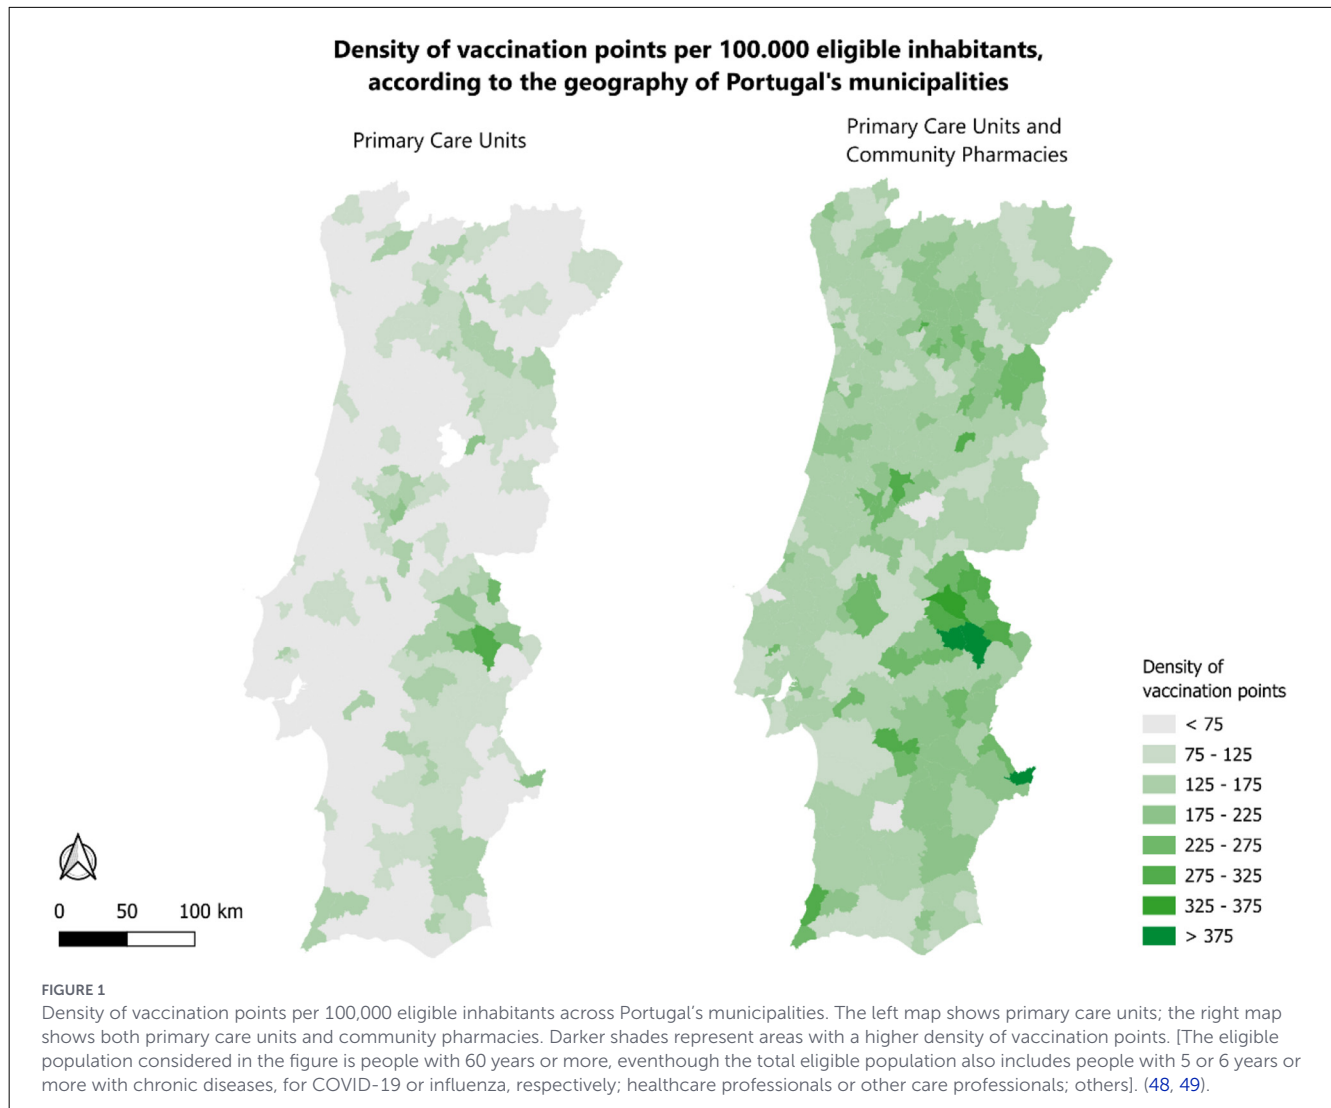 Density of vaccination points per 100.000 eligible inhabitants,
according to the geography of Portugal's municipalities
Primary Care Units
Primary Care Units and
Community Pharmacies
Density of
vaccination points
< 75
75 - 125
125 - 175
175 - 225
225 - 275
275 - 325
325 - 375
> 375
0 50 100 km
FIGURE 1
Density of vaccination points per 100,000 eligible inhabitants across Portugal’s municipalities. The left map shows primary care units; the right map
shows both primary care units and community pharmacies. Darker shades represent areas with a higher density of vaccination points. [The eligible
population considered in the figure is people with 60 years or more, eventhough the total eligible population also includes people with 5 or 6 years or
more with chronic diseases, for COVID-19 or influenza, respectively; healthcare professionals or other care professionals; others]. (48, 49).